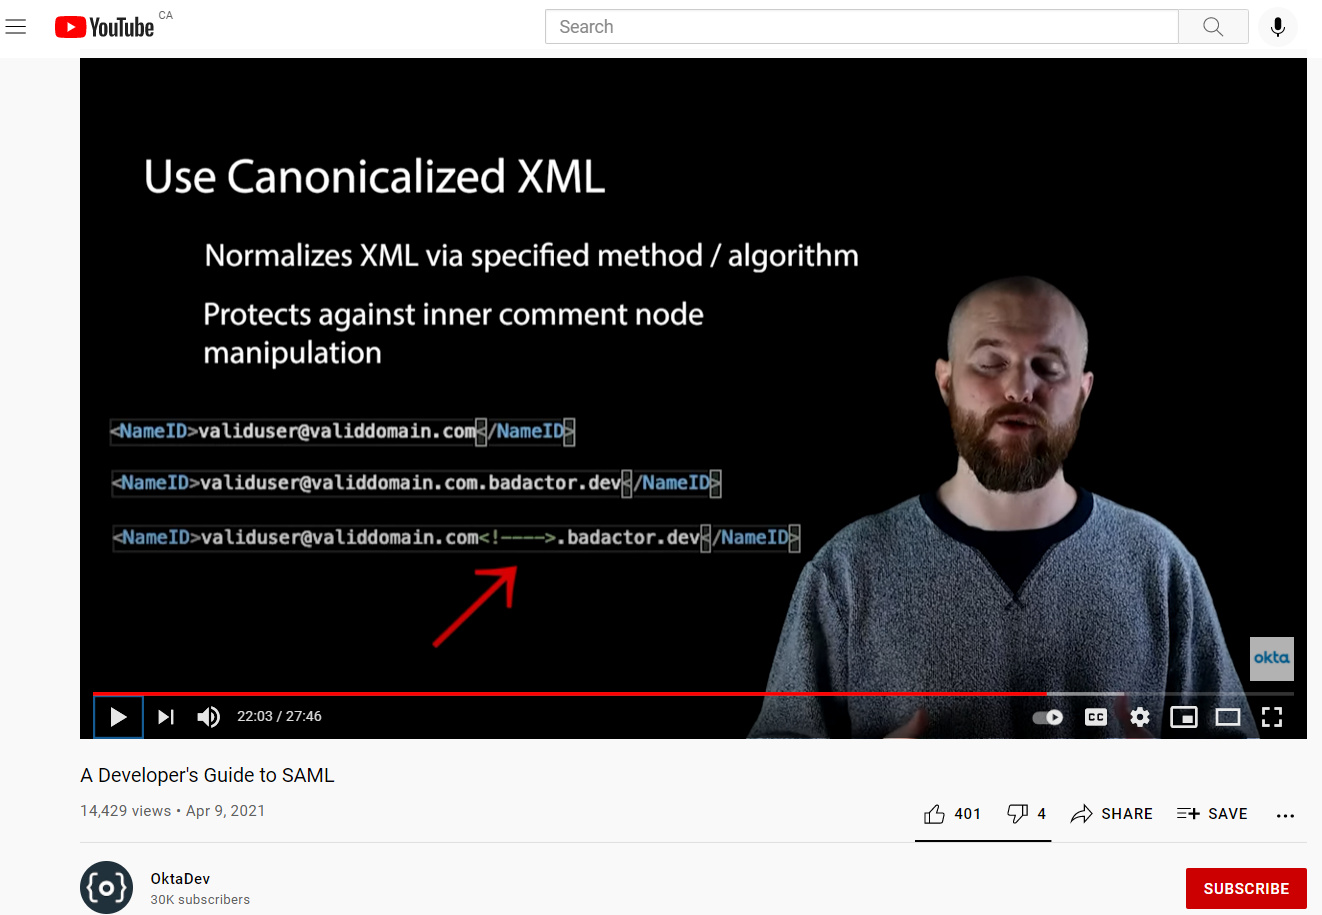 YouTube CA
Search
Use Canonicalized XML
Normalizes XML via specified method / algorithm
Protects against inner comment node
manipulation
<NameID>validuser@validdomain.com</NameID>
<NameID>validuser@validdomain.com.badactor.dev</NameID>
<NameID>validuser@validdomain.com<!---->.badactor.dev</NameID>
okta
22:03 / 27:46
CC
A Developer's Guide to SAML
14,429 views • Apr 9, 2021
401 4 SHARE SAVE
OktaDev
30K subscribers
SUBSCRIBE